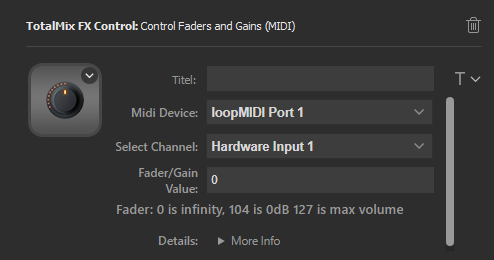 TotalMix FX Control: Control Faders and Gains (MIDI)
Titel:
T
Midi Device: loopMIDI Port 1
Select Channel: Hardware Input 1
Fader/Gain
Value: 0
Fader: 0 is infinity, 104 is 0dB 127 is max volume
Details: More Info